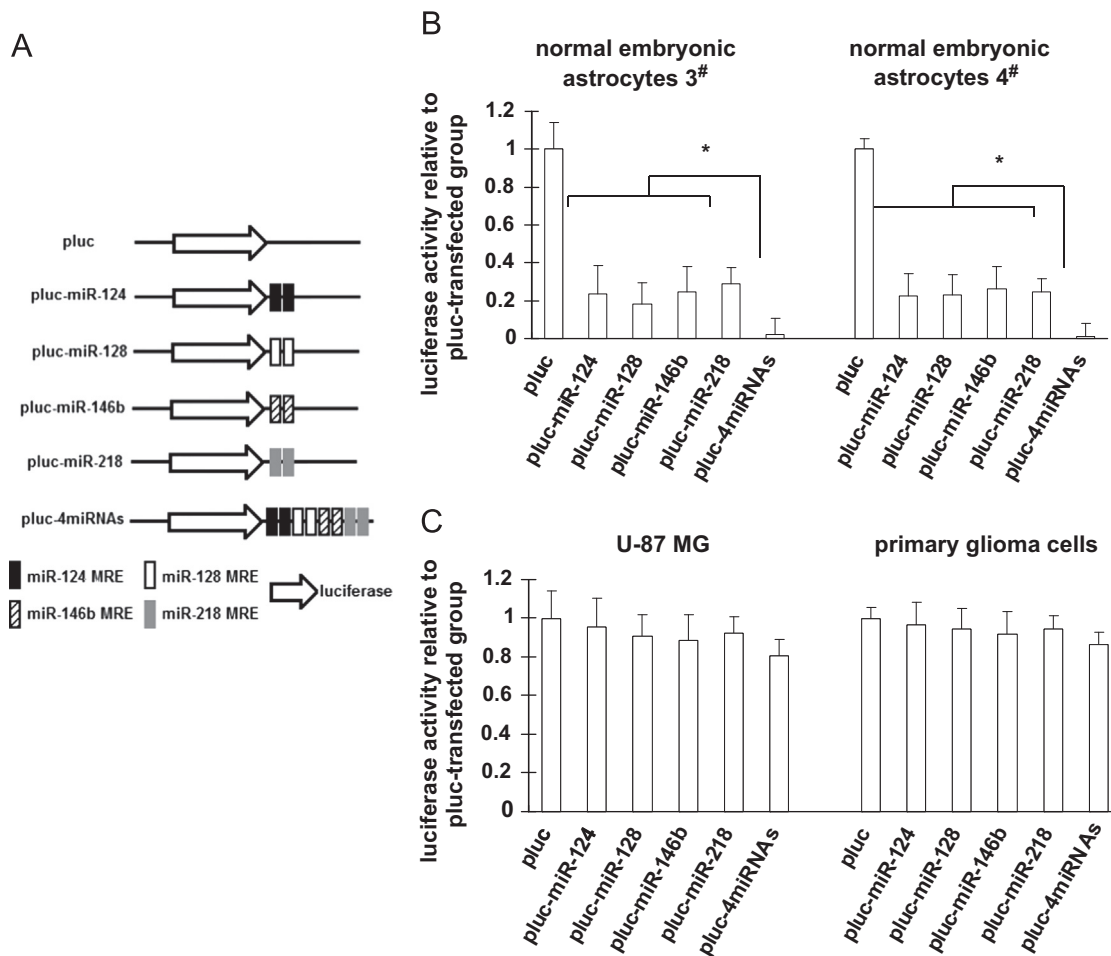 A
pluc
pluc-miR-124
pluc-miR-128
pluc-miR-146b
pluc-miR-218
pluc-4miRNAs
miR-124 MRE
miR-128 MRE
miR-146b MRE
miR-218 MRE
luciferase
B
normal embryonic
astrocytes 3#
normal embryonic
astrocytes 4#
luciferase activity relative to
pluc-transfected group
1.2
1
0.8
0.6
0.4
0.2
0
*
*
pluc
pluc-miR-124
pluc-miR-128
pluc-miR-146b
pluc-miR-218
pluc-4miRNAs
pluc
pluc-miR-124
pluc-miR-128
pluc-miR-146b
pluc-miR-218
pluc-4miRNAs
C
U-87 MG
primary glioma cells
luciferase activity relative to
pluc-transfected group
1.2
1
0.8
0.6
0.4
0.2
0
pluc
pluc-miR-124
pluc-miR-128
pluc-miR-146b
pluc-miR-218
pluc-4miRNAs
pluc
pluc-miR-124
pluc-miR-128
pluc-miR-146b
pluc-miR-218
pluc-4miRNAs